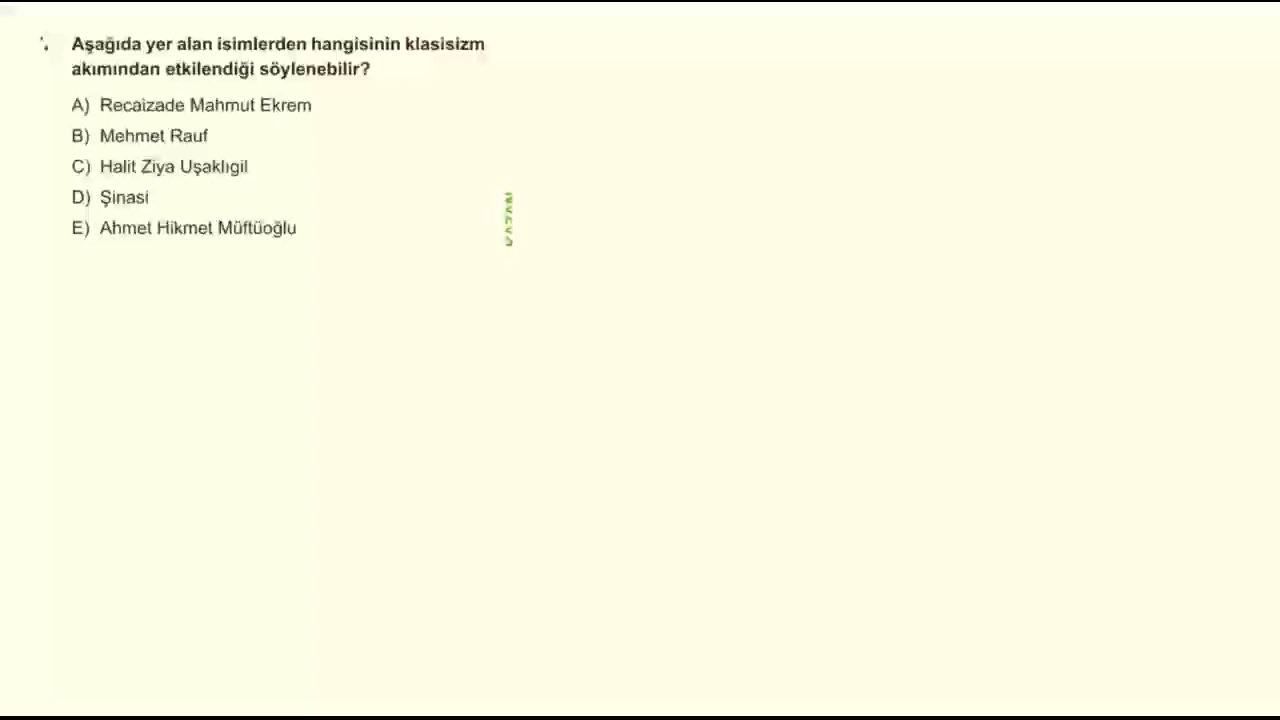 Aşağıda yer alan isimlerden hangisinin klasisizm
akımından etkilendiği söylenebilir?
A) Recaizade Mahmut Ekrem
B) Mehmet Rauf
C) Halit Ziya Uşaklıgil
D) Şinasi
E) Ahmet Hikmet Müftüoğlu